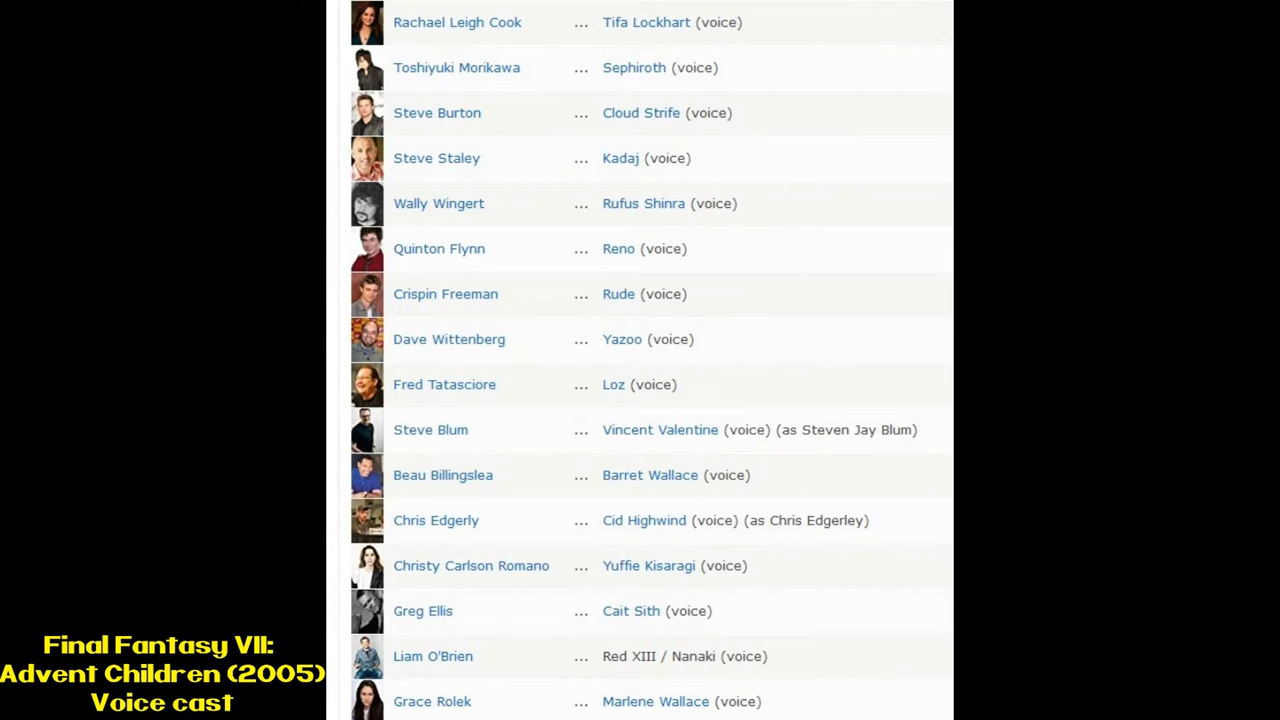 Rachael Leigh Cook ... Tifa Lockhart (voice)
Toshiyuki Morikawa ... Sephiroth (voice)
Steve Burton ... Cloud Strife (voice)
Steve Staley ... Kadaj (voice)
Wally Wingert ... Rufus Shinra (voice)
Quinton Flynn ... Reno (voice)
Crispin Freeman ... Rude (voice)
Dave Wittenberg ... Yazoo (voice)
Fred Tatasciore ... Loz (voice)
Steve Blum ... Vincent Valentine (voice) (as Steven Jay Blum)
Beau Billingslea ... Barret Wallace (voice)
Chris Edgerly ... Cid Highwind (voice) (as Chris Edgerley)
Christy Carlson Romano ... Yuffie Kisaragi (voice)
Greg Ellis ... Cait Sith (voice)
Liam O'Brien ... Red XIII / Nanaki (voice)
Grace Rolek ... Marlene Wallace (voice)
Final Fantasy VII:
Advent Children (2005)
Voice cast